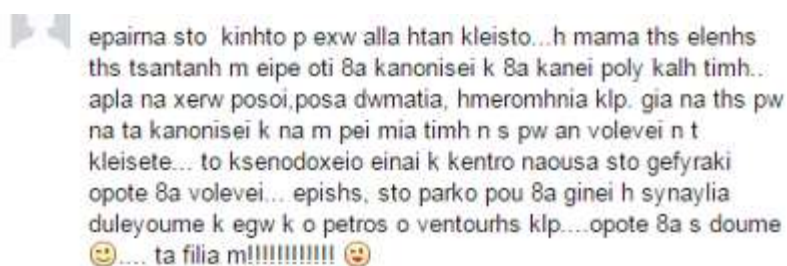 epairna sto kinhto p exw alla htan kleisto...h mama ths elenhs
ths tsantanh m eipe oti 8a kanonisei k 8a kanei poly kalh timh..
apla na xerw posoi,posa dwmatia, hmeromhnia klp. gia na ths pw
na ta kanonisei k na m pei mia timh n s pw an volevei n t
kleisete... to ksenodoxeio einai k kentro naousa sto gefyraki
opote 8a volevei... epishs, sto parko pou 8a ginei h synaylia
duleyoume k egw k o petros o ventourhs klp....opote 8a s doume
🙂.... ta filia m!!!!!!!!!!!! 😜